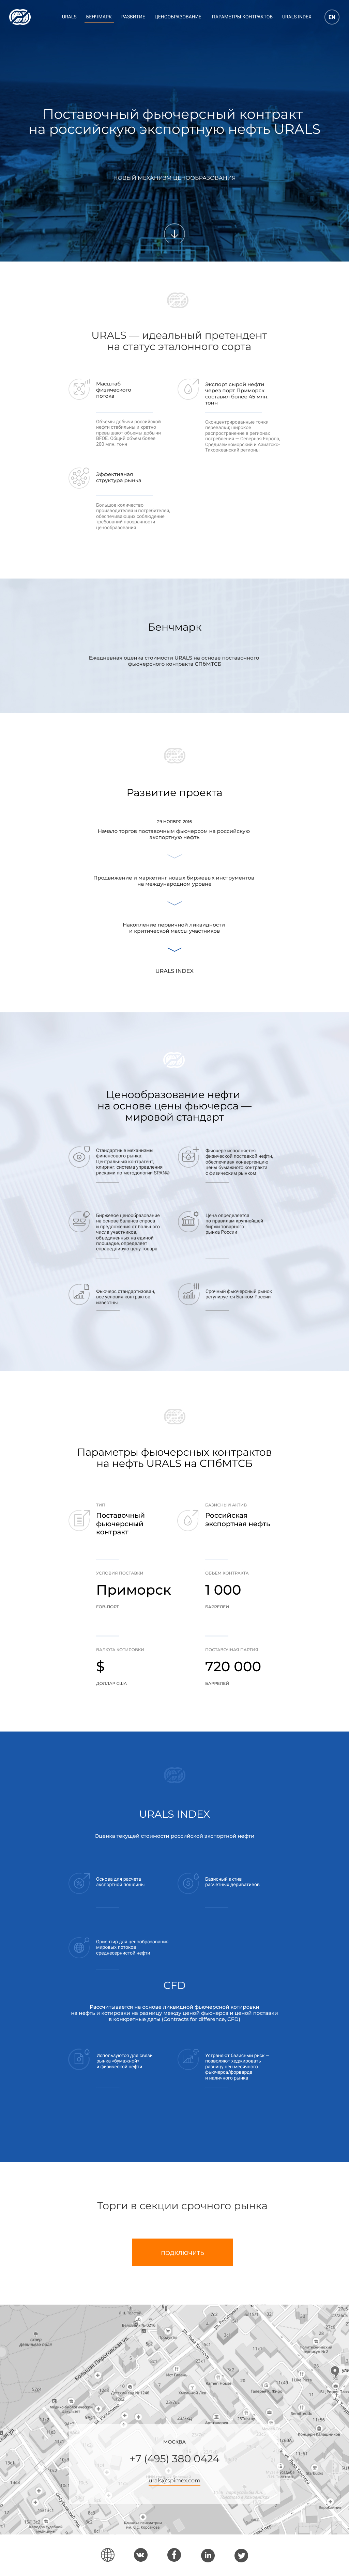 URALS БЕНЧМАРК РАЗВИТИЕ ЦЕНООБРАЗОВАНИЕ ПАРАМЕТРЫ КОНТРАКТОВ URALS INDEX EN
Поставочный фьючерсный контракт
на российскую экспортную нефть URALS
НОВЫЙ МЕХАНИЗМ ЦЕНООБРАЗОВАНИЯ
URALS — идеальный претендент
на статус эталонного сорта
Масштаб
физического
потока
Объемы добычи российской
нефти стабильны и кратно
превышают объемы добычи
BFOE. Общий объем более
200 млн. тонн
Экспорт сырой нефти
через порт Приморск
составил более 45 млн.
тонн
Сконцентрированные точки
перевалки, широкое
распространение в регионах
потребления — Северная Европа,
Средиземноморский и Азиатско-
Тихоокеанский регионы
Эффективная
структура рынка
Большое количество
производителей и потребителей,
обеспечивающих соблюдение
требований прозрачности
ценообразования
Бенчмарк
Ежедневная оценка стоимости URALS на основе поставочного
фьючерсного контракта СПбМТСБ
Развитие проекта
29 НОЯБРЯ 2016
Начало торгов поставочным фьючерсом на российскую
экспортную нефть
Продвижение и маркетинг новых биржевых инструментов
на международном уровне
Накопление первичной ликвидности
и критической массы участников
URALS INDEX
Ценообразование нефти
на основе цены фьючерса —
мировой стандарт
Стандартные механизмы
финансового рынка
Центральный контрагент,
клиринг, система управления
рисками по методологии SPAN®
Фьючерс исполняется
физической поставкой нефти,
обеспечивая конвергенцию
цены бумажного контракта
с физическим рынком
Биржевое ценообразование
на основе баланса спроса
и предложения от большого
числа участников,
объединенных на единой
площадке, определяет
справедливую цену товара
Цена определяется
по правилам крупнейшей
биржи товарного
рынка России
Фьючерс стандартизован,
все условия контрактов
известны
Срочный фьючерсный рынок
регулируется Банком России
Параметры фьючерсных контрактов
на нефть URALS на СПбМТСБ
ТИП
Поставочный
фьючерсный
контракт
БАЗИСНЫЙ АКТИВ
Российская
экспортная нефть
УСЛОВИЯ ПОСТАВКИ
Приморск
FOB-ПОРТ
ОБЪЕМ КОНТРАКТА
1 000
БАРРЕЛЕЙ
ВАЛЮТА КОТИРОВКИ
$
ДОЛЛАР США
ПОСТАВОЧНАЯ ПАРТИЯ
720 000
БАРРЕЛЕЙ
URALS INDEX
Оценка текущей стоимости российской экспортной нефти
Основа для расчета
экспортной пошлины
Базисный актив
расчетных деривативов
Ориентир для ценообразования
мировых потоков
среднесернистой нефти
CFD
Рассчитывается на основе ликвидной фьючерсной котировки
на нефть и котировки на разницу между ценой фьючерса и ценой поставки
в конкретные даты (Contracts for difference, CFD)
Используются для связи
рынка «бумажной»
и физической нефти
Устраняют базисный риск —
позволяют хеджировать
разницу цен месячного
фьючерса/форварда
и наличного рынка
Торги в секции срочного рынка
ПОДКЛЮЧИТЬ
Большая Пироговская ул.
МОСКВА
+7 (495) 380 0424
urals@spimex.com